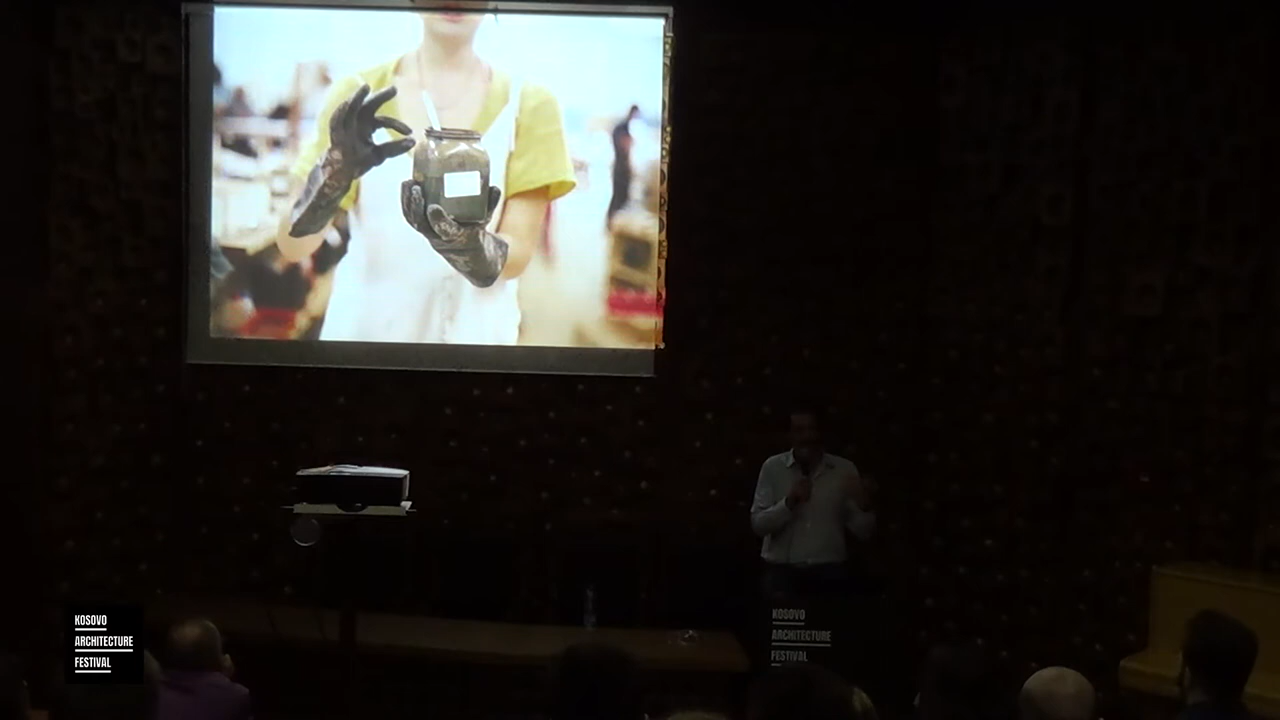 KOSOVO
ARCHITECTURE
FESTIVAL
KOSOVO
ARCHITECTURE
FESTIVAL